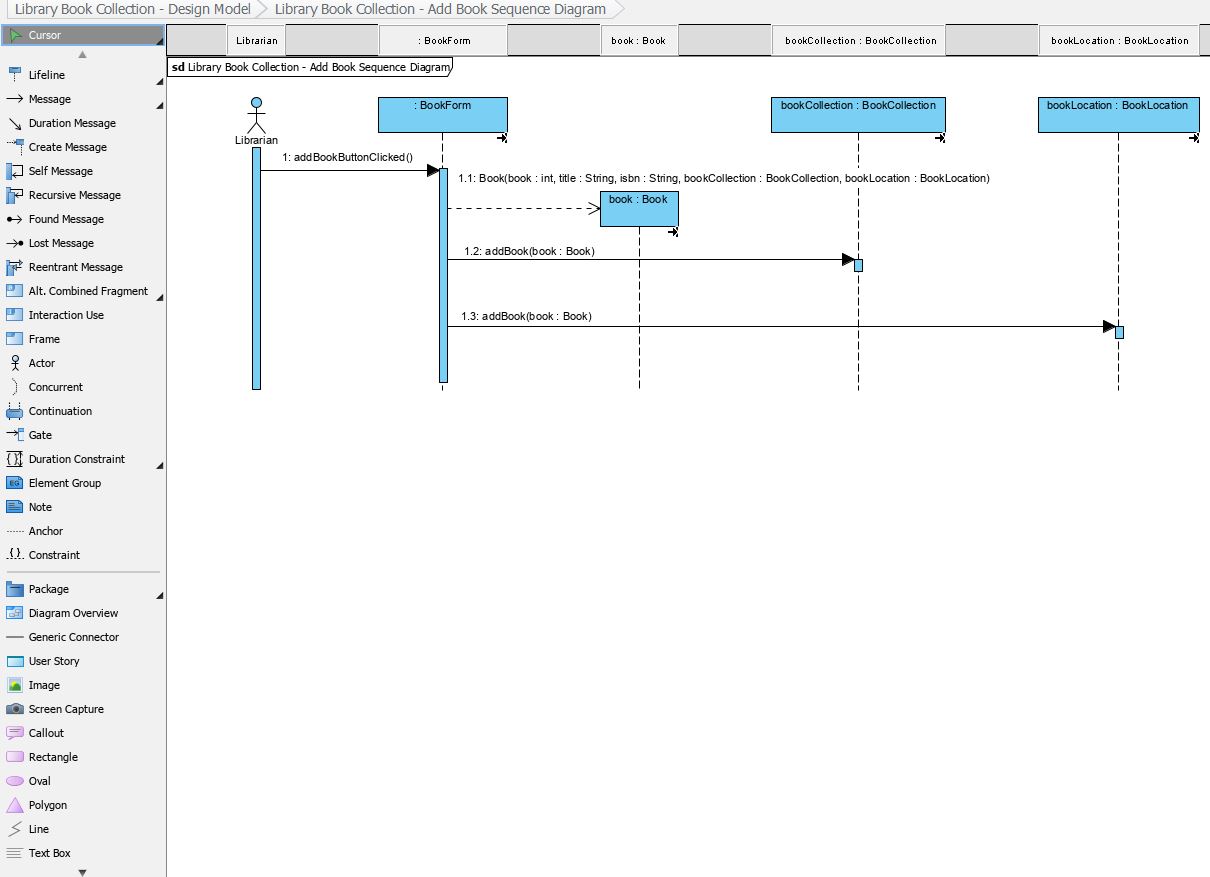 Library Book Collection - Design Model
Library Book Collection - Add Book Sequence Diagram
Cursor
Lifeline
Message
Duration Message
Create Message
Self Message
Recursive Message
Found Message
Lost Message
Reentrant Message
Alt. Combined Fragment
Interaction Use
Frame
Actor
Concurrent
Continuation
Gate
Duration Constraint
EG Element Group
Note
Anchor
{} Constraint
Package
Diagram Overview
Generic Connector
User Story
Image
Screen Capture
Callout
Rectangle
Oval
Polygon
Line
Text Box
Librarian
: BookForm
book : Book
bookCollection : BookCollection
bookLocation : BookLocation
sd Library Book Collection - Add Book Sequence Diagram
: BookForm
bookCollection : BookCollection
bookLocation : BookLocation
Librarian
1: addBookButtonClicked()
1.1: Book(book : int, title : String, isbn : String, bookCollection : BookCollection, bookLocation : BookLocation)
book : Book
1.2: addBook(book : Book)
1.3: addBook(book : Book)